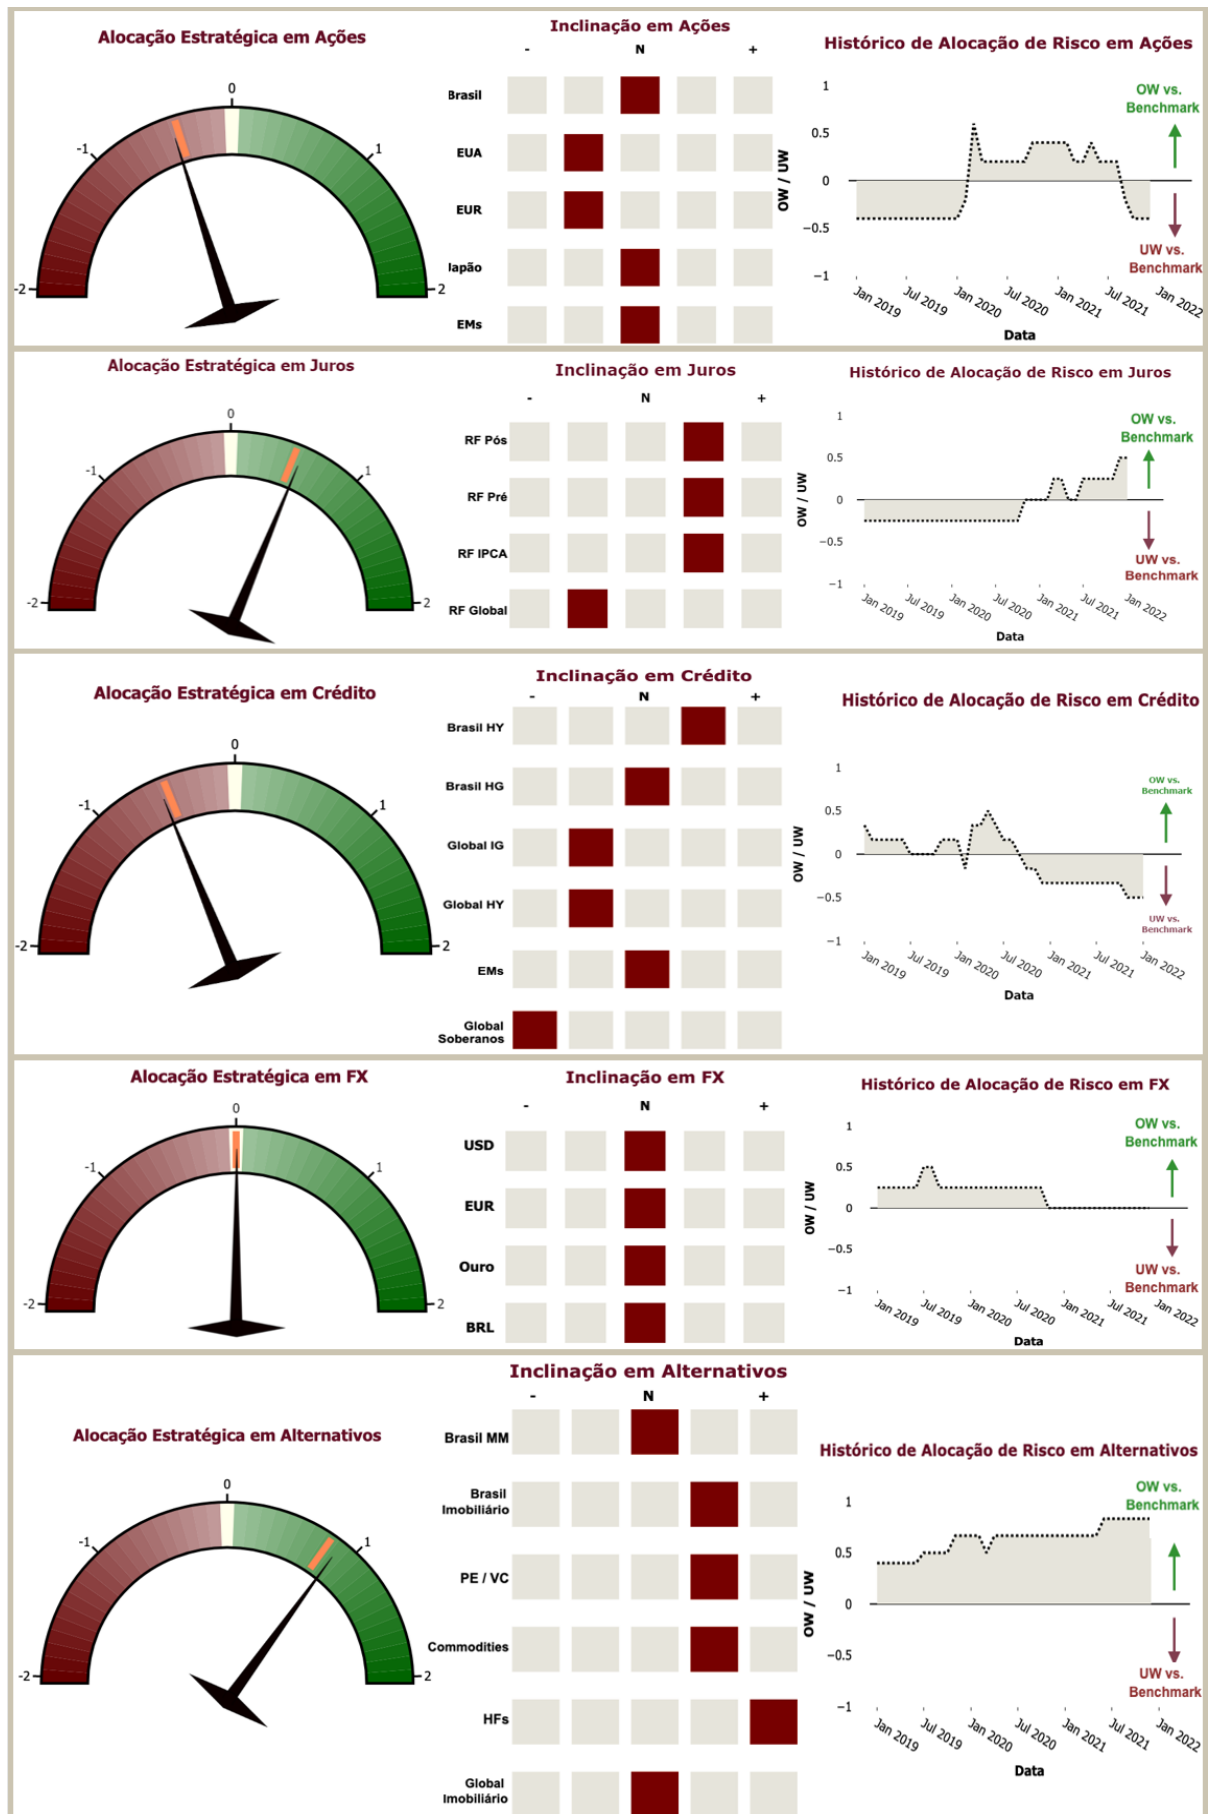 Alocação Estratégica em Ações
0
-1
1
-2
2
Inclinação em Ações
-
N
+
Brasil
EUA
EUR
Japão
EMs
Histórico de Alocação de Risco em Ações
1
0.5
0
−0.5
−1
OW / UW
OW vs.
Benchmark
UW vs.
Benchmark
Jan 2019
Jul 2019
Jan 2020
Jul 2020
Jan 2021
Jul 2021
Jan 2022
Data
Alocação Estratégica em Juros
0
-1
1
-2
2
Inclinação em Juros
-
N
+
RF Pós
RF Pré
RF IPCA
RF Global
Histórico de Alocação de Risco em Juros
1
0.5
0
−0.5
−1
OW / UW
OW vs.
Benchmark
UW vs.
Benchmark
Jan 2019
Jul 2019
Jan 2020
Jul 2020
Jan 2021
Jul 2021
Jan 2022
Data
Alocação Estratégica em Crédito
0
-1
1
-2
2
Inclinação em Crédito
-
N
+
Brasil HY
Brasil HG
Global IG
Global HY
EMs
Global
Soberanos
Histórico de Alocação de Risco em Crédito
1
0.5
0
−0.5
−1
OW / UW
OW vs.
Benchmark
UW vs.
Benchmark
Jan 2019
Jul 2019
Jan 2020
Jul 2020
Jan 2021
Jul 2021
Jan 2022
Data
Alocação Estratégica em FX
0
-1
1
-2
2
Inclinação em FX
-
N
+
USD
EUR
Ouro
BRL
Histórico de Alocação de Risco em FX
1
0.5
0
−0.5
−1
OW / UW
OW vs.
Benchmark
UW vs.
Benchmark
Jan 2019
Jul 2019
Jan 2020
Jul 2020
Jan 2021
Jul 2021
Jan 2022
Data
Alocação Estratégica em Alternativos
0
-1
1
-2
2
Inclinação em Alternativos
-
N
+
Brasil MM
Brasil
Imobiliário
PE / VC
Commodities
HFs
Global
Imobiliário
Histórico de Alocação de Risco em Alternativos
1
0.5
0
−0.5
−1
OW / UW
OW vs.
Benchmark
UW vs.
Benchmark
Jan 2019
Jul 2019
Jan 2020
Jul 2020
Jan 2021
Jul 2021
Jan 2022
Data